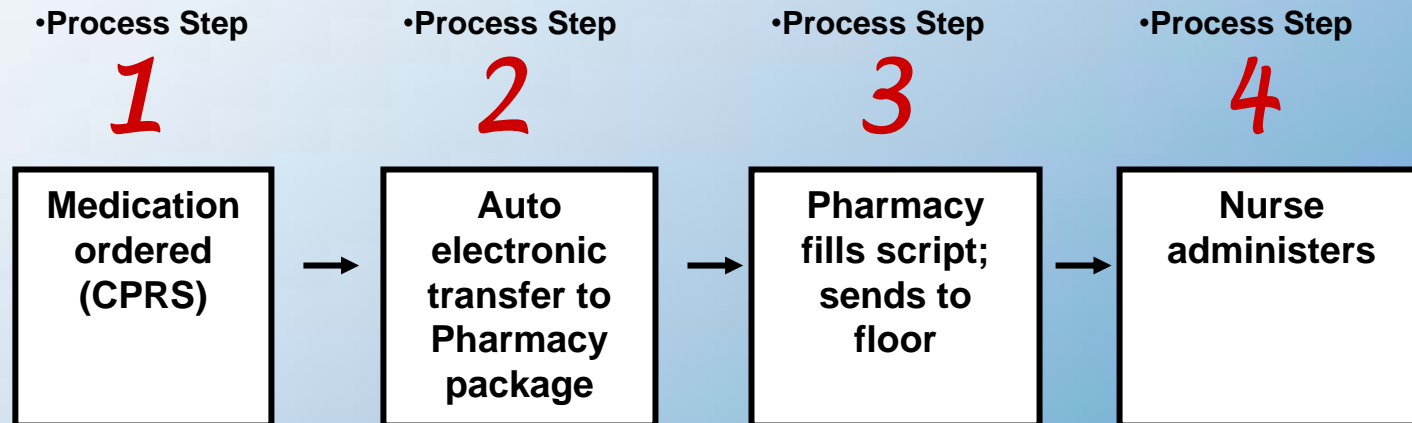 •Process Step
1
Medication
ordered
(CPRS)
•Process Step
2
Auto
electronic
transfer to
Pharmacy
package
•Process Step
3
Pharmacy
fills script;
sends to
floor
•Process Step
4
Nurse
administers